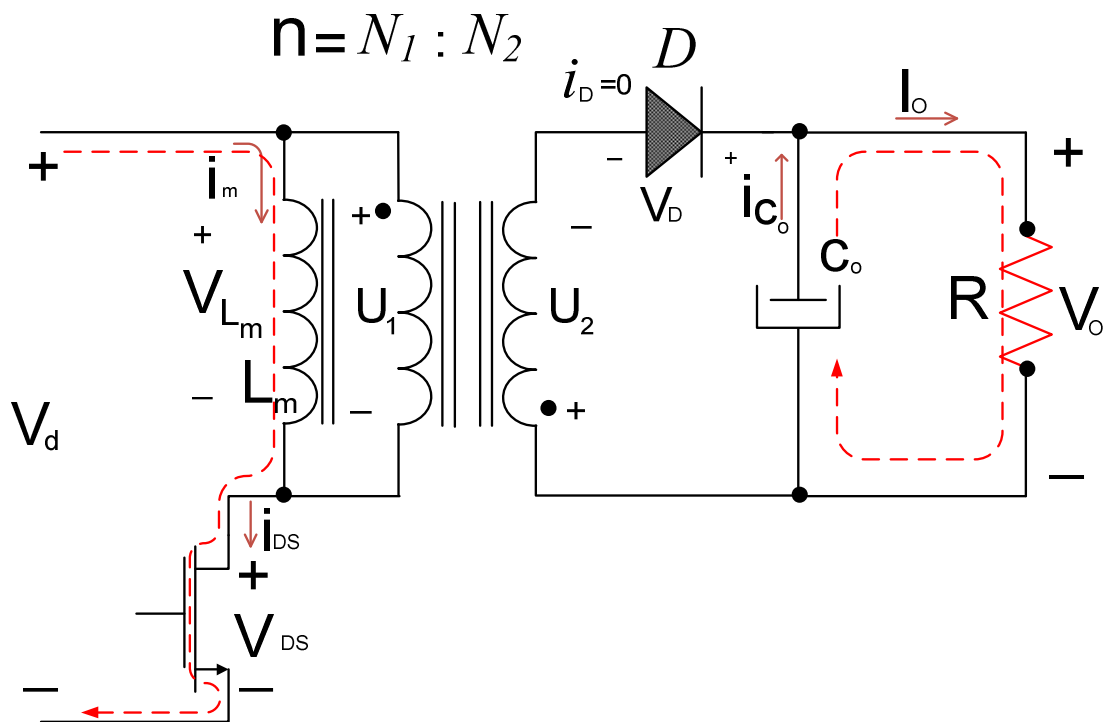 n = N1 : N2
D
iD=0
IO
+
im
+
- +
VD
iCo
+
-
+
VLm
U1
U2
Co
R
VO
-
Lm
-
+
Vd
-
iDS
+
VDS
-
-